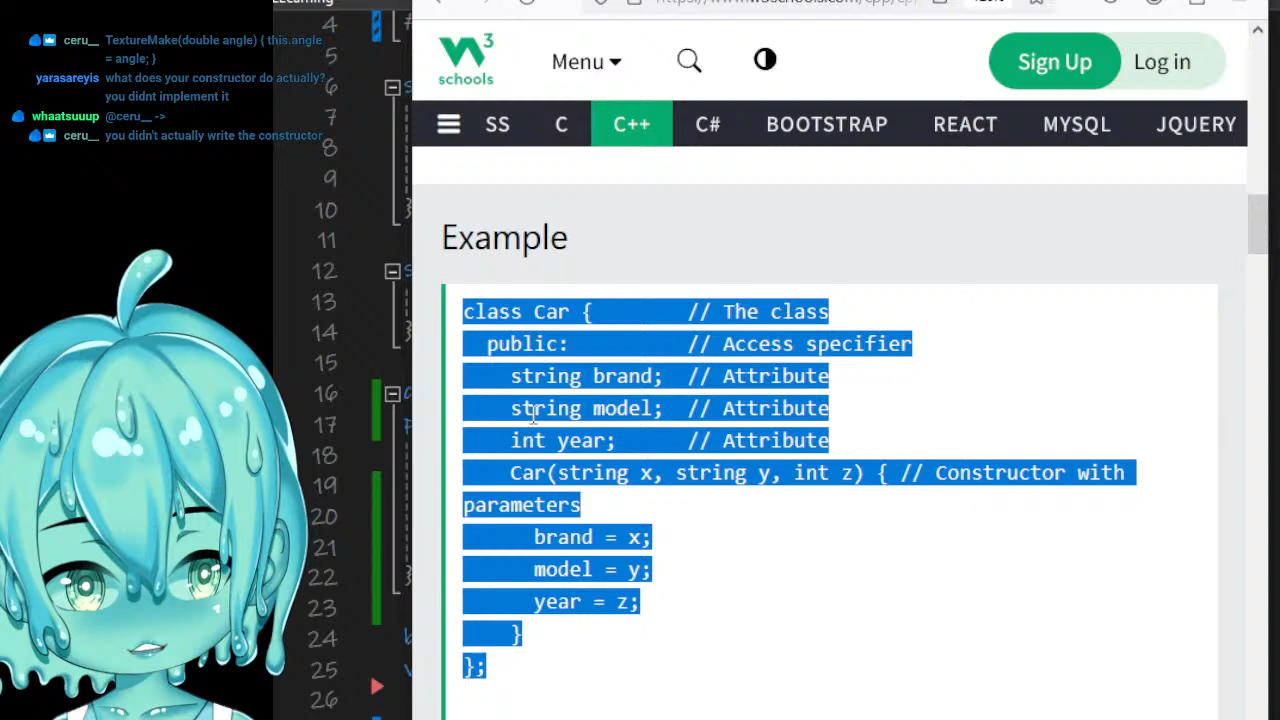 ceru__ TextureMake(double angle) { this.angle
= angle; }
yarasareyis what does your constructor do actually?
you didnt implement it
whaatsuuup @ceru__ ->
ceru__ you didn't actually write the constructor
4
5
6
7
8
9
10
11
12
13
14
15
16
17
18
19
20
21
22
23
24
25
26
W3
schools
Menu
Sign Up
Log in
SS C C++ C# BOOTSTRAP REACT MYSQL JQUERY
Example
class Car { // The class
public: // Access specifier
string brand; // Attribute
string model; // Attribute
int year; // Attribute
Car(string x, string y, int z) { // Constructor with
parameters
brand = x;
model = y;
year = z;
}
};